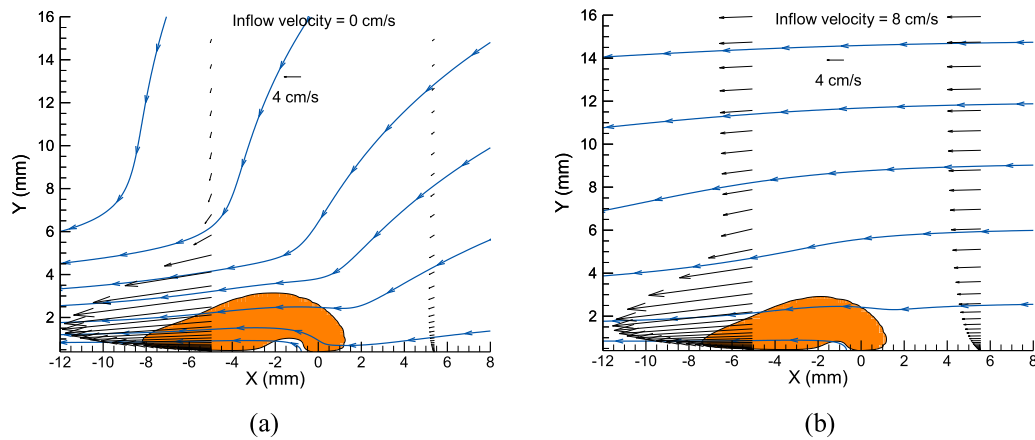 16
Inflow velocity = 0 cm/s
14
4 cm/s
12
10
Y (mm)
8
6
4
2
-12 -10 -8 -6 -4 -2 0 2 4 6 8
X (mm)
(a)
16
Inflow velocity = 8 cm/s
14
4 cm/s
12
10
Y (mm)
8
6
4
2
-12 -10 -8 -6 -4 -2 0 2 4 6 8
X (mm)
(b)